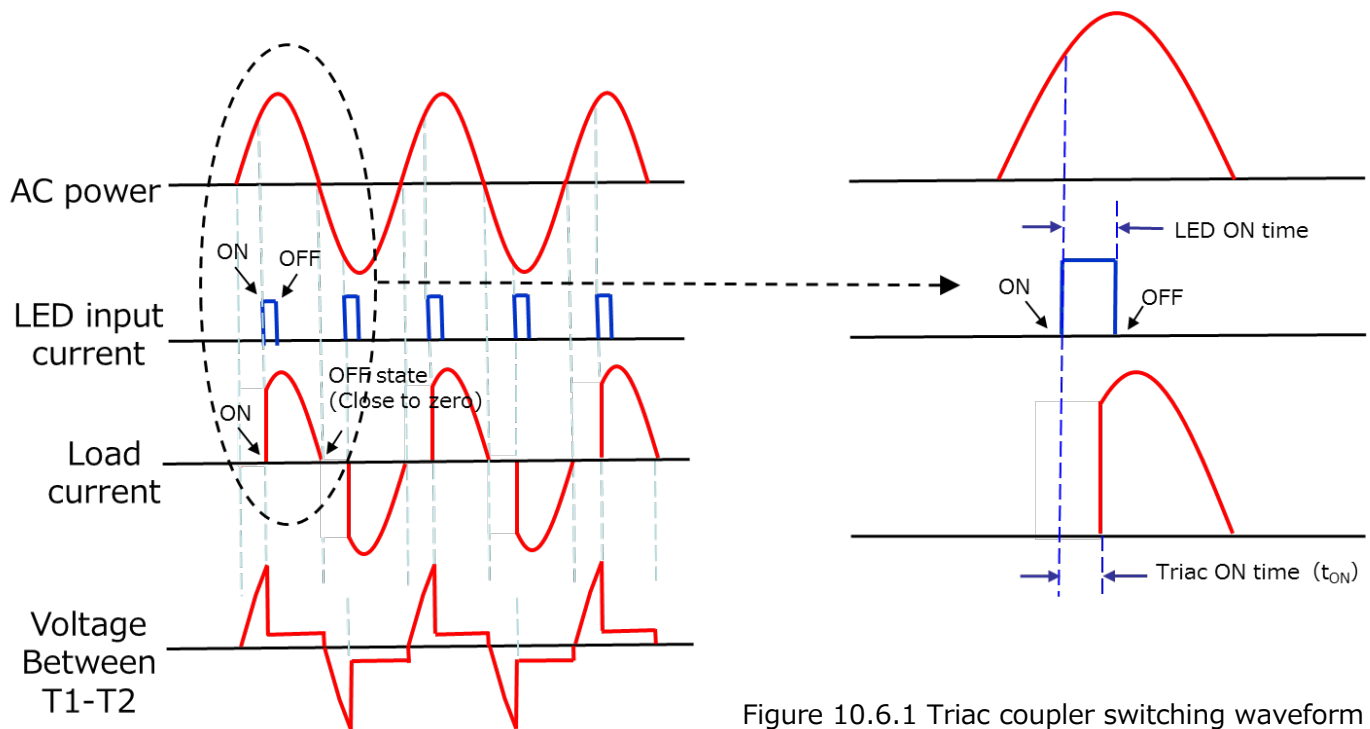 AC power
ON
OFF
LED input
current
OFF state
(Close to zero)
ON
Load
current
Voltage
Between
T1-T2
LED ON time
ON
OFF
Triac ON time (tON)
Figure 10.6.1 Triac coupler switching waveform